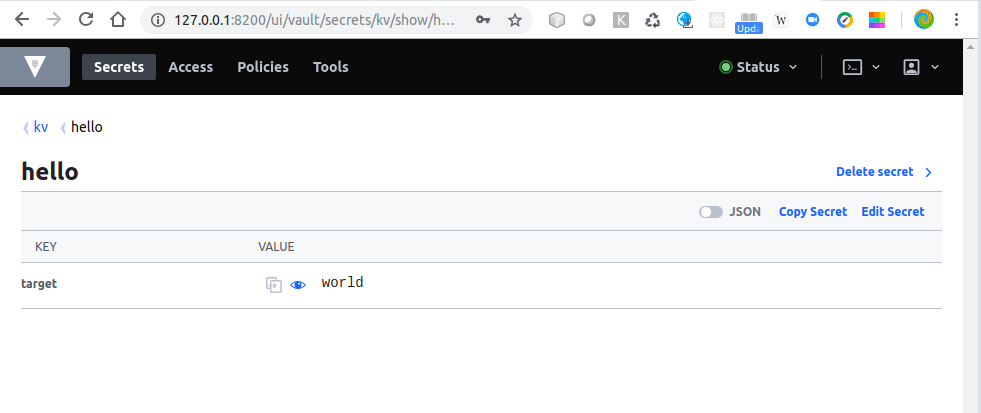 127.0.0.1:8200/ui/vault/secrets/kv/show/h...
K
W
Upd.
Secrets Access Policies Tools Status
kv hello
hello
Delete secret
JSON Copy Secret Edit Secret
KEY VALUE
target world